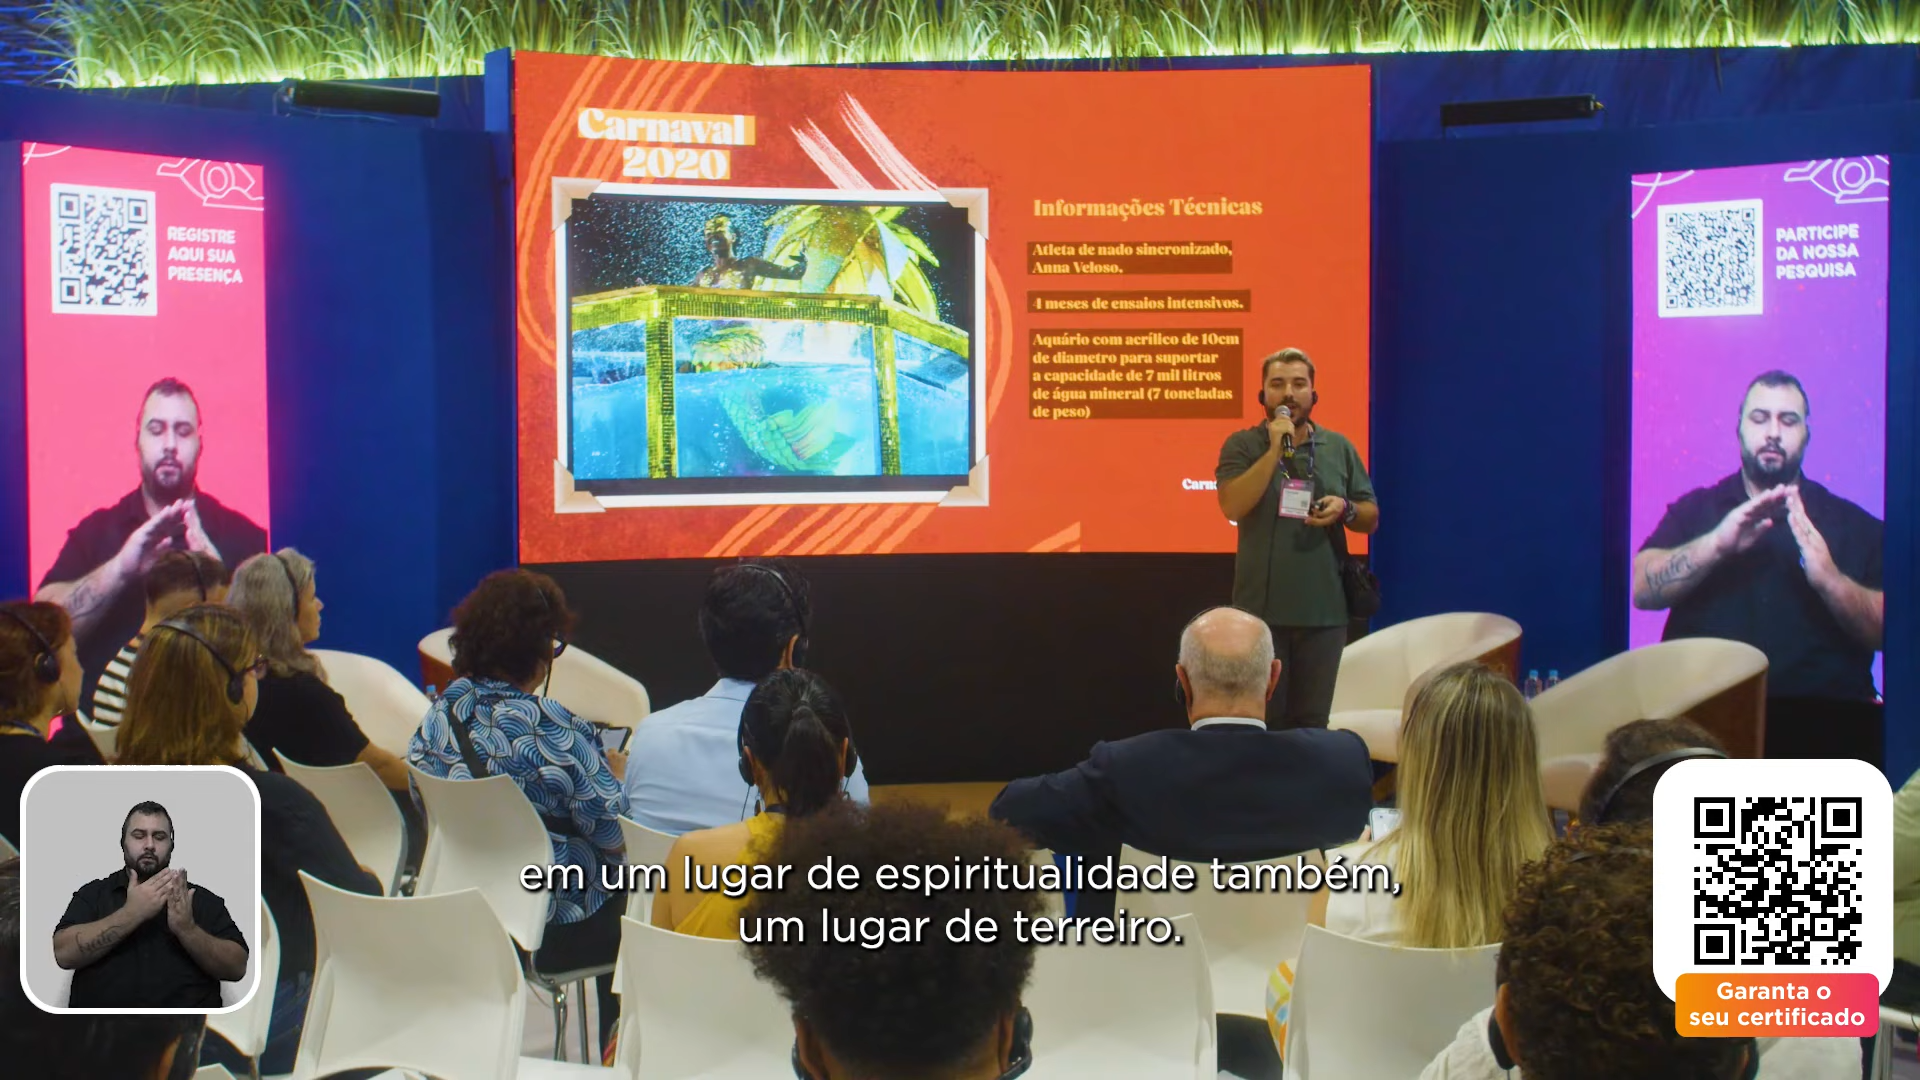 Carnaval
2020
Informações Técnicas
Atleta de nado sincronizado,
Anna Veloso.
4 meses de ensaios intensivos.
Aquário com acrílico de 10cm
de diametro para suportar
a capacidade de 7 mil litros
de água mineral (7 toneladas
de peso)
REGISTRE
AQUI SUA
PRESENÇA
PARTICIPE
DA NOSSA
PESQUISA
em um lugar de espiritualidade também,
um lugar de terreiro.
Garanta o
seu certificado